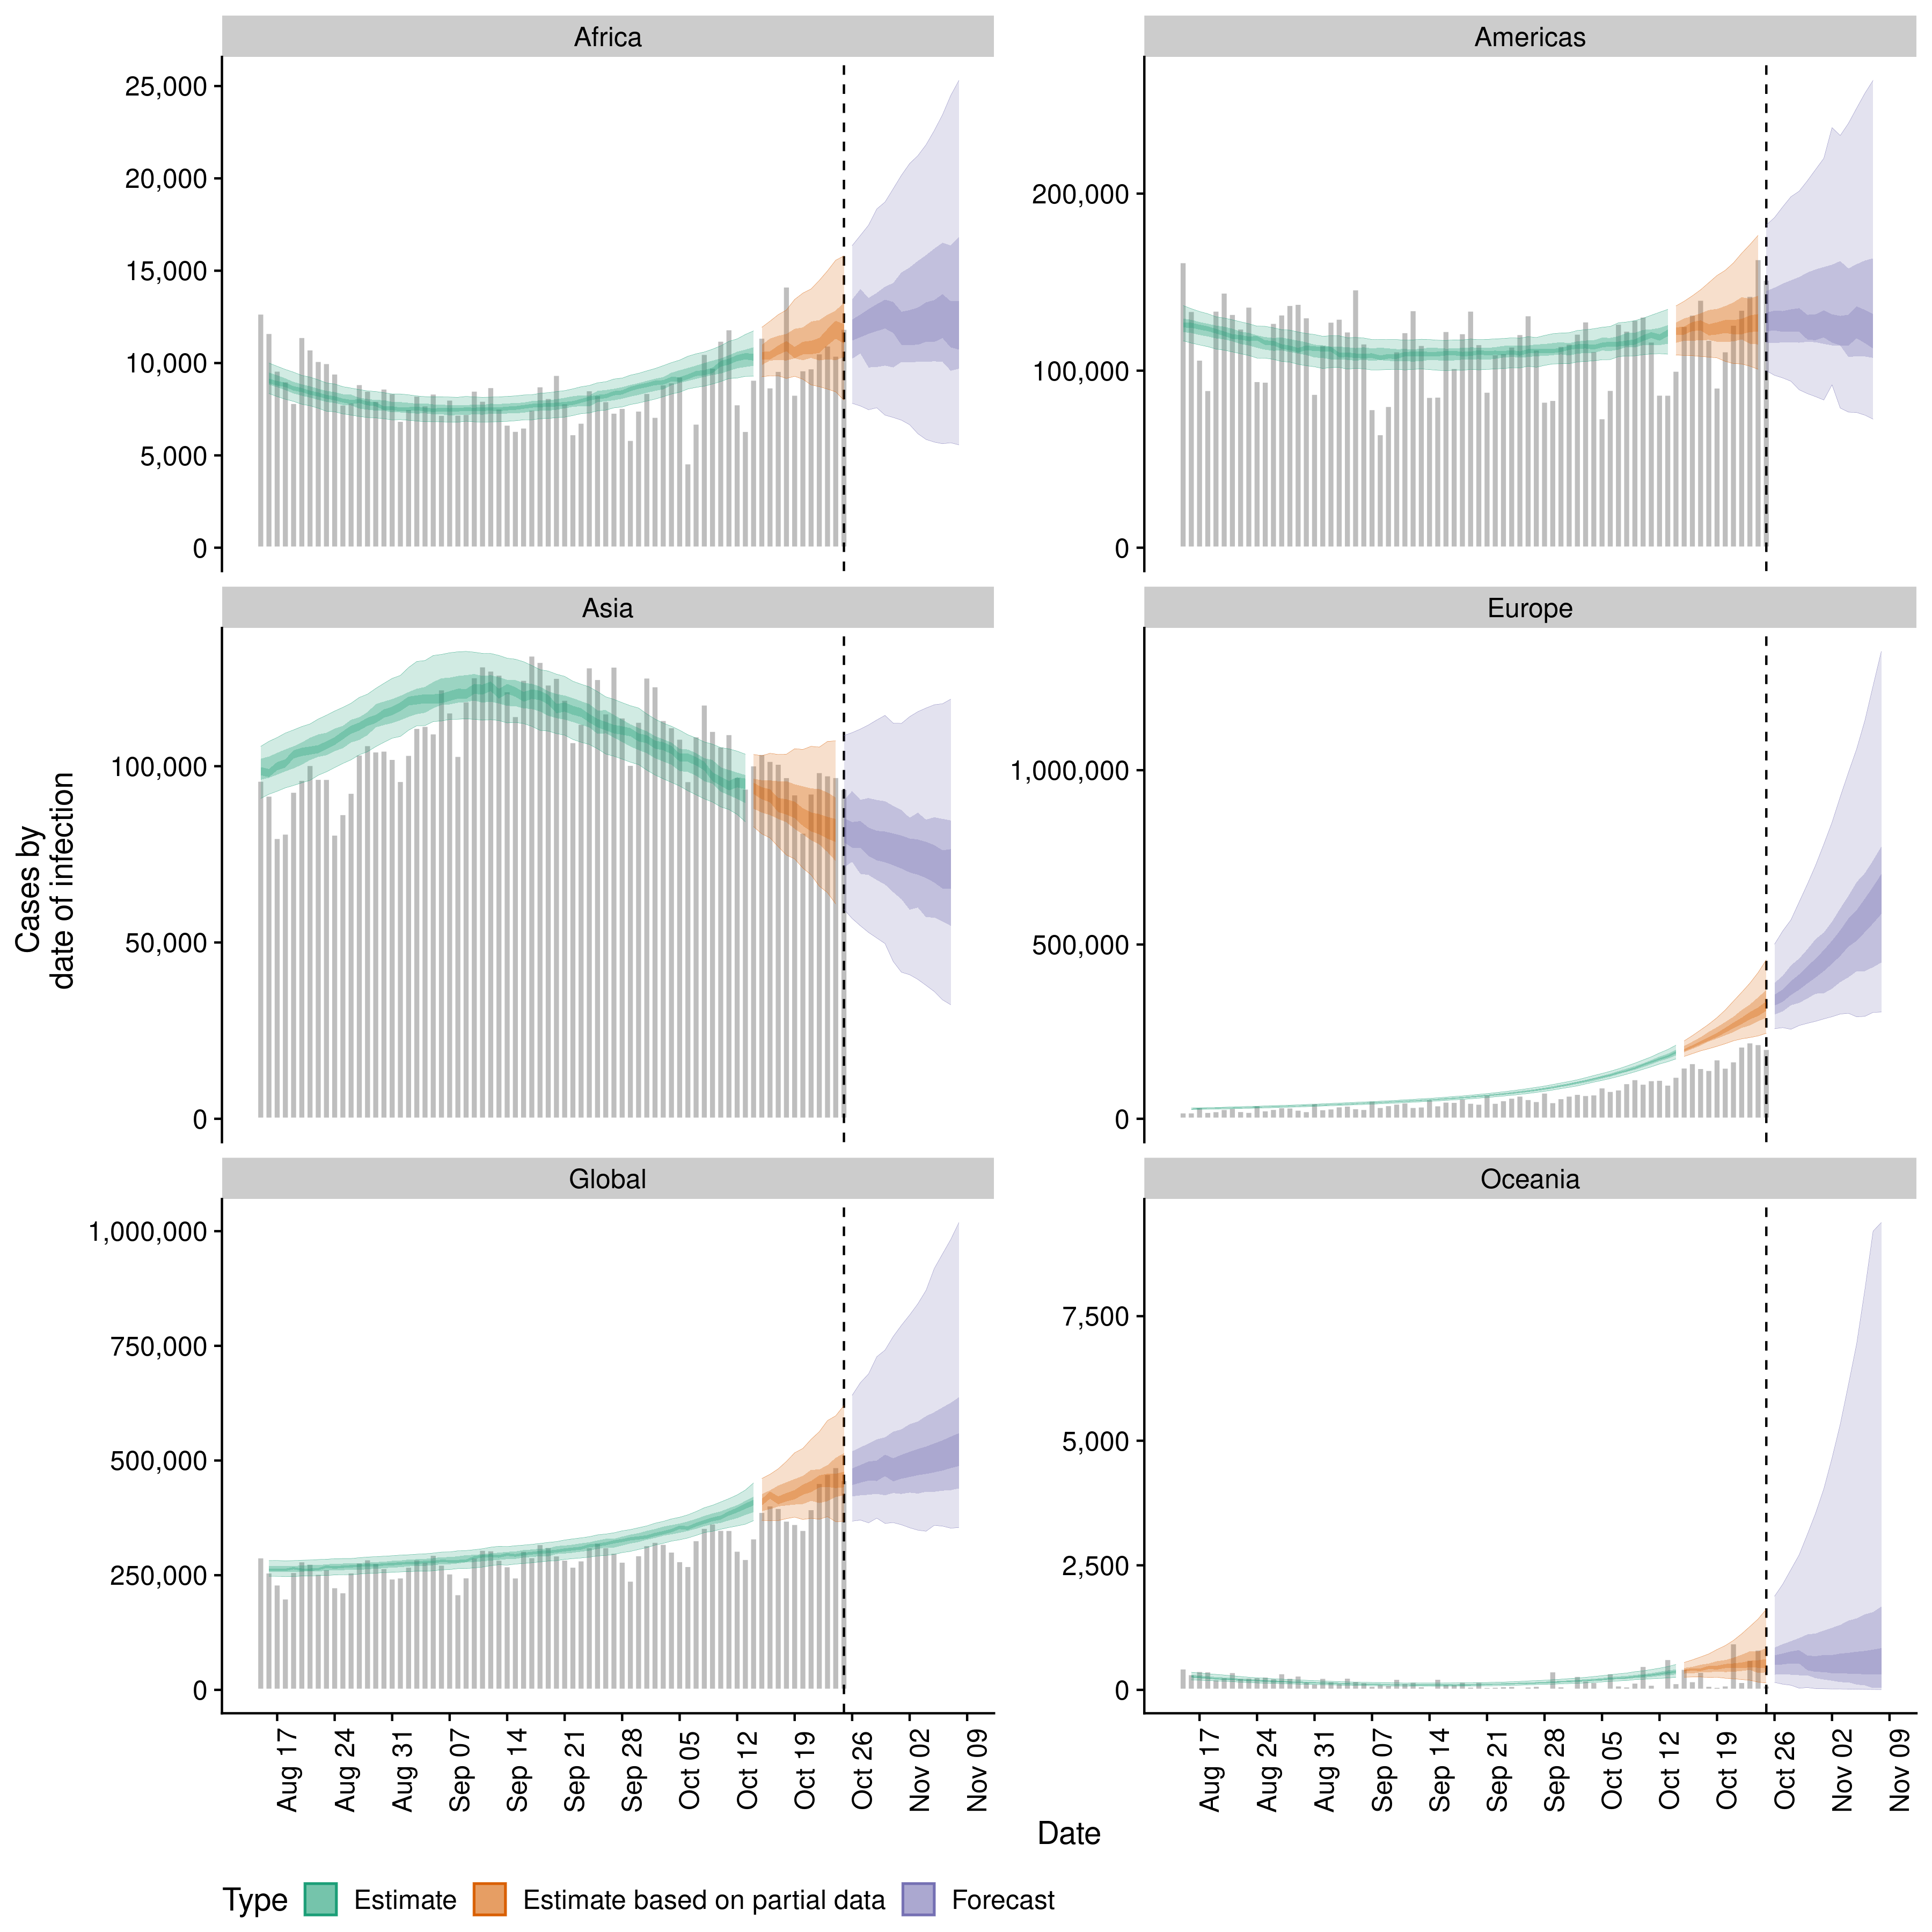 Africa
Americas
25,000
20,000
15,000
10,000
5,000
0
200,000
100,000
0
Asia
Europe
100,000
50,000
0
1,000,000
500,000
0
Global
Oceania
1,000,000
750,000
500,000
250,000
0
7,500
5,000
2,500
0
Cases by
date of infection
Aug 17
Aug 24
Aug 31
Sep 07
Sep 14
Sep 21
Sep 28
Oct 05
Oct 12
Oct 19
Oct 26
Nov 02
Nov 09
Aug 17
Aug 24
Aug 31
Sep 07
Sep 14
Sep 21
Sep 28
Oct 05
Oct 12
Oct 19
Oct 26
Nov 02
Nov 09
Date
Type Estimate Estimate based on partial data Forecast